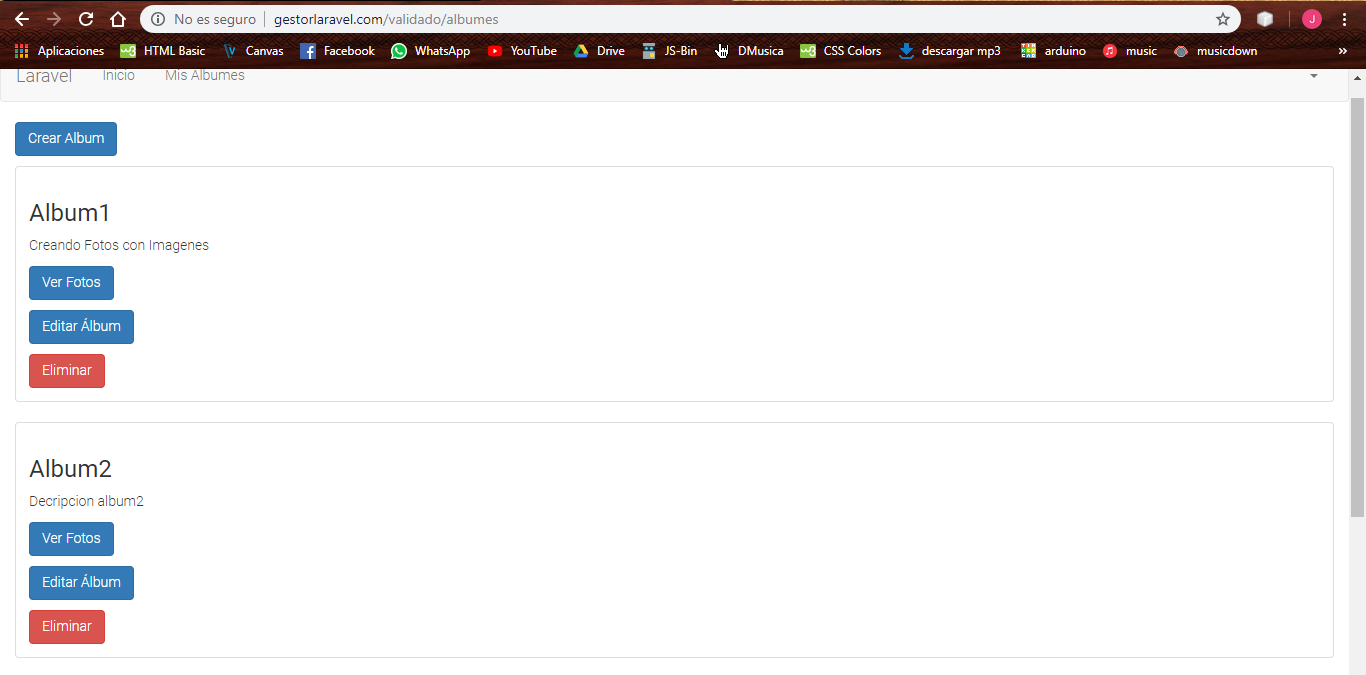 No es seguro gestorlaravel.com/validado/albumes J
Aplicaciones HTML Basic Canvas Facebook WhatsApp YouTube Drive JS-Bin DMusica CSS Colors descargar mp3 arduino music musicdown »
Laravel Inicio Mis Albumes
Crear Album
Album1
Creando Fotos con Imagenes
Ver Fotos
Editar Álbum
Eliminar
Album2
Decripcion album2
Ver Fotos
Editar Álbum
Eliminar